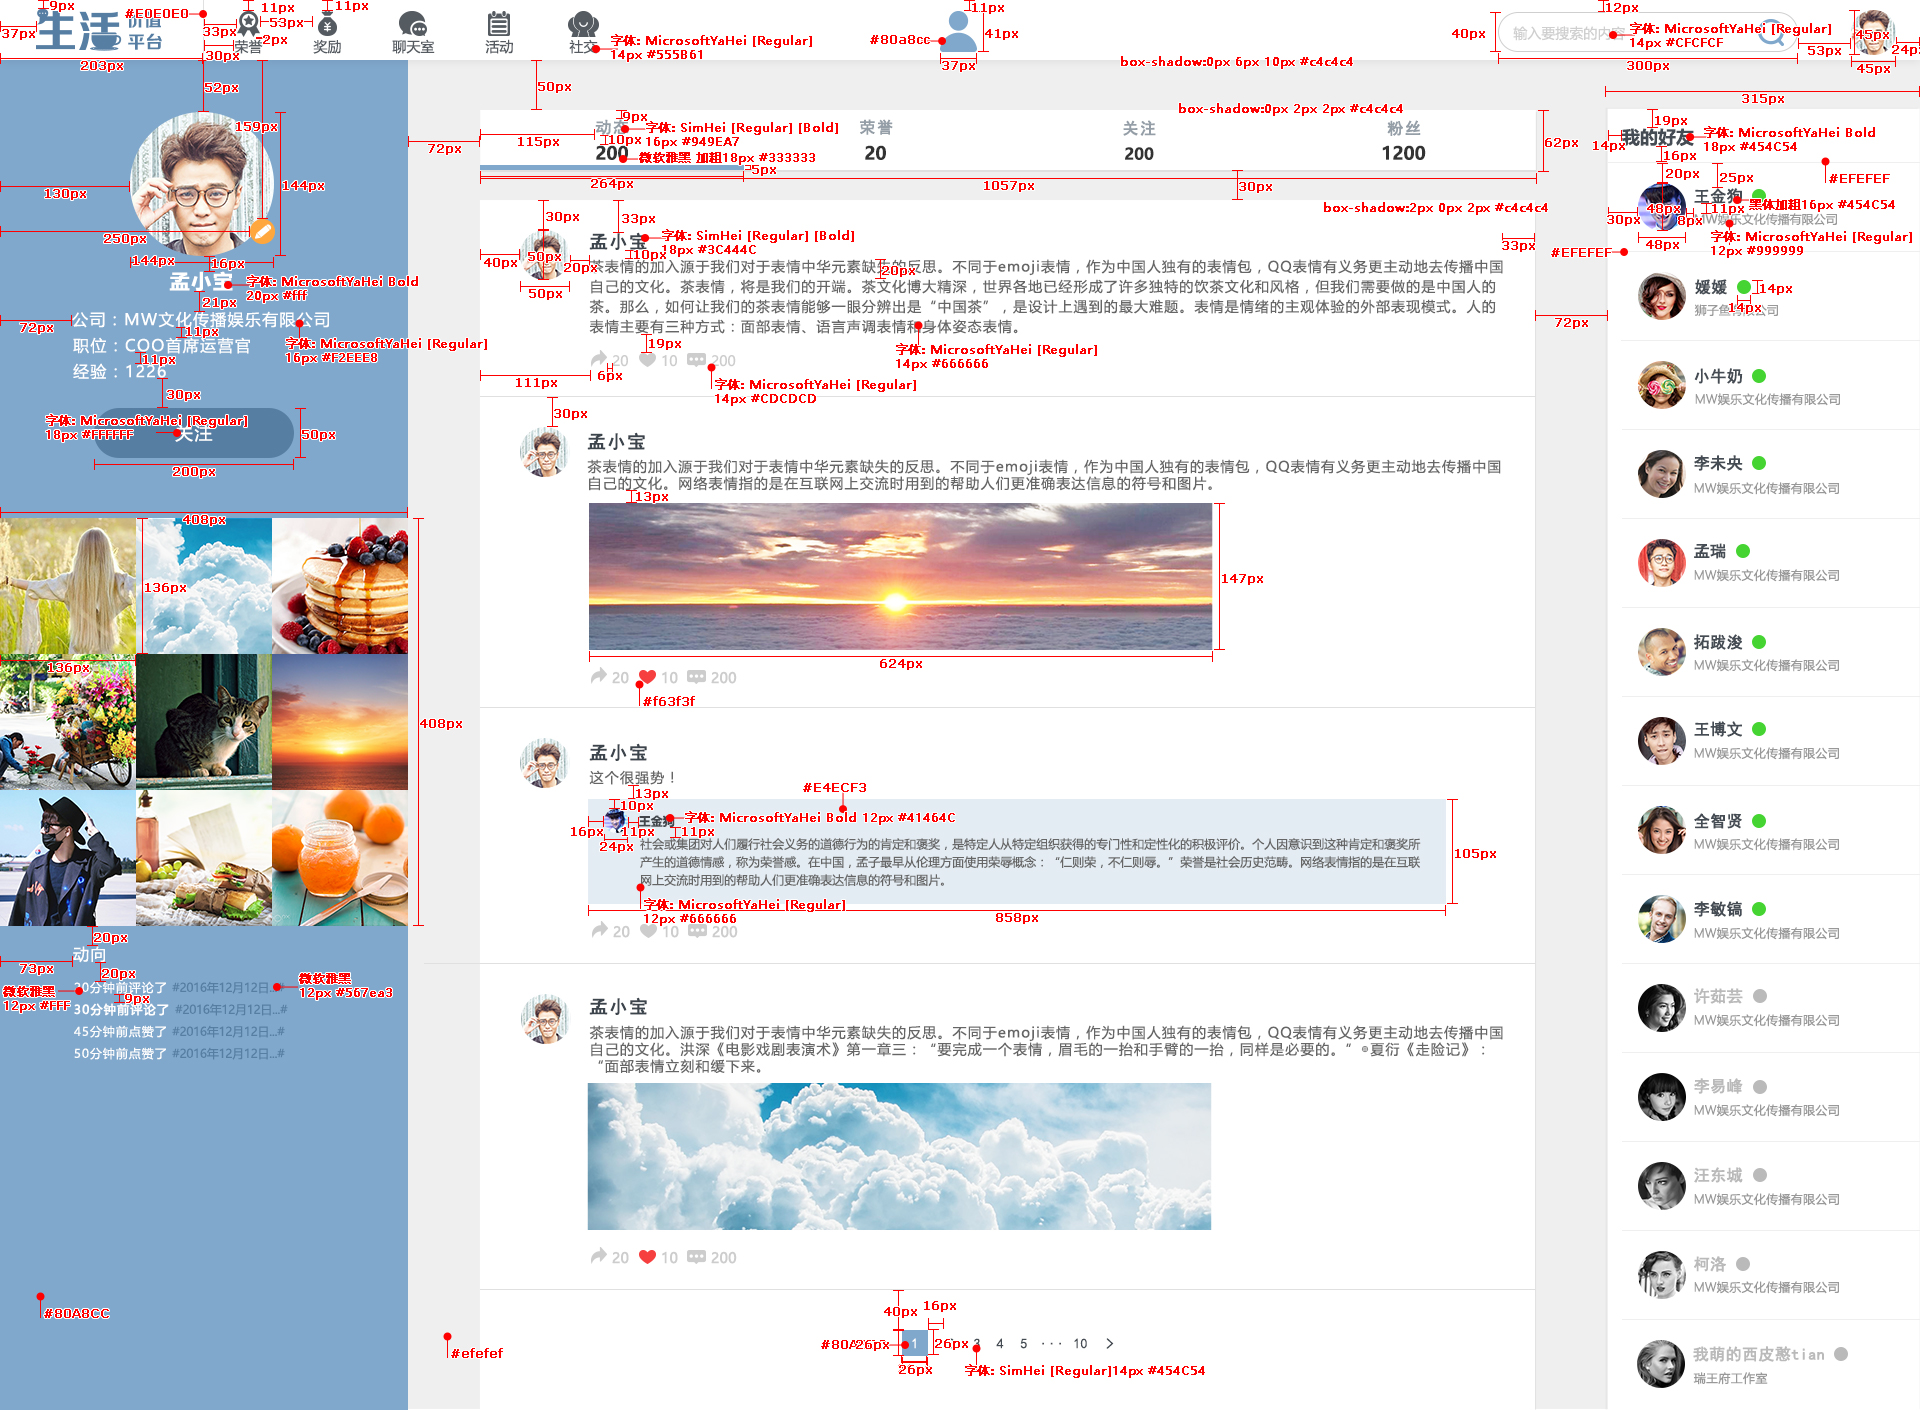 生活 价值平台
荣誉
奖励
聊天室
活动
社交
输入要搜索的内容
9px
37px
#E0E0E0
33px
11px
53px
2px
11px
30px
203px
字体: MicrosoftYaHei [Regular]
14px #555B61
#80a8cc
11px
41px
37px
box-shadow:0px 6px 10px #c4c4c4
40px
12px
字体: MicrosoftYaHei [Regular]
14px #CFCFCF
300px
53px
45px
45px
24px
52px
159px
144px
130px
250px
144px
16px
孟小宝
字体: MicrosoftYaHei Bold
20px #fff
21px
72px
公司：MW文化传播娱乐有限公司
11px
职位：COO首席运营官
字体: MicrosoftYaHei [Regular]
16px #F2EEE8
11px
经验：1226
30px
字体: MicrosoftYaHei [Regular]
18px #FFFFFF
关注
50px
200px
408px
136px
136px
408px
20px
动向
73px
20px
微软雅黑
12px #FFF
9px
微软雅黑
12px #567ea3
30分钟前评论了 #2016年12月12日...#
30分钟前评论了 #2016年12月12日...#
45分钟前点赞了 #2016年12月12日...#
50分钟前点赞了 #2016年12月12日...#
#80A8CC
#efefef
50px
72px
115px
9px
动态
字体: SimHei [Regular] [Bold]
16px #949EA7
10px
200
微软雅黑 加粗18px #333333
5px
264px
1057px
荣誉
20
关注
200
粉丝
1200
box-shadow:0px 2px 2px #c4c4c4
62px
30px
box-shadow:2px 0px 2px #c4c4c4
30px
33px
孟小宝
字体: SimHei [Regular] [Bold]
18px #3C444C
10px
40px
50px
20px
50px
20px
33px
茶表情的加入源于我们对于表情中华元素缺失的反思。不同于emoji表情，作为中国人独有的表情包，QQ表情有义务更主动地去传播中国
自己的文化。茶表情，将是我们的开端。茶文化博大精深，世界各地已经形成了许多独特的饮茶文化和风格，但我们需要做的是中国人的
茶。那么，如何让我们的茶表情能够一眼分辨出是“中国茶”，是设计上遇到的最大难题。表情是情绪的主观体验的外部表现模式。人的
表情主要有三种方式：面部表情、语言声调表情和身体姿态表情。
19px
字体: MicrosoftYaHei [Regular]
14px #666666
20 10 200
111px
6px
字体: MicrosoftYaHei [Regular]
14px #CDCDCD
72px
30px
孟小宝
茶表情的加入源于我们对于表情中华元素缺失的反思。不同于emoji表情，作为中国人独有的表情包，QQ表情有义务更主动地去传播中国
自己的文化。网络表情指的是在互联网上交流时用到的帮助人们更准确表达信息的符号和图片。
13px
147px
624px
20 10 200
#f63f3f
孟小宝
这个很强势！
13px
#E4ECF3
10px
王金狗
字体: MicrosoftYaHei Bold 12px #41464C
16px
11px
11px
24px
社会或集团对人们履行社会义务的道德行为的肯定和褒奖，是特定人从特定组织获得的专门性和定性化的积极评价。个人因意识到这种肯定和褒奖所
产生的道德情感，称为荣誉感。在中国，孟子最早从伦理方面使用荣辱概念：“仁则荣，不仁则辱。”荣誉是社会历史范畴。网络表情指的是在互联
网上交流时用到的帮助人们更准确表达信息的符号和图片。
105px
字体: MicrosoftYaHei [Regular]
12px #666666
858px
20 10 200
孟小宝
茶表情的加入源于我们对于表情中华元素缺失的反思。不同于emoji表情，作为中国人独有的表情包，QQ表情有义务更主动地去传播中国
自己的文化。洪深《电影戏剧表演术》第一章三：“要完成一个表情，眉毛的一抬和手臂的一抬，同样是必要的。”夏衍《走险记》：
“面部表情立刻和缓下来。
20 10 200
40px
16px
#80A
26px
1
26px
3 4 5 ··· 10 >
26px
字体: SimHei [Regular]14px #454C54
315px
19px
14px
我的好友
字体: MicrosoftYaHei Bold
18px #454C54
16px
20px
25px
#EFEFEF
王金狗
黑体加粗16px #454C54
48px
11px
30px
8px
MW娱乐文化传播有限公司
48px
字体: MicrosoftYaHei [Regular]
12px #999999
#EFEFEF
媛媛
14px
14px
狮子鱼有限公司
小牛奶
MW娱乐文化传播有限公司
李未央
MW娱乐文化传播有限公司
孟瑞
MW娱乐文化传播有限公司
拓跋浚
MW娱乐文化传播有限公司
王博文
MW娱乐文化传播有限公司
全智贤
MW娱乐文化传播有限公司
李敏镐
MW娱乐文化传播有限公司
许茹芸
MW娱乐文化传播有限公司
李易峰
MW娱乐文化传播有限公司
汪东城
MW娱乐文化传播有限公司
柯洛
MW娱乐文化传播有限公司
我萌的西皮憨tian
瑞王府工作室